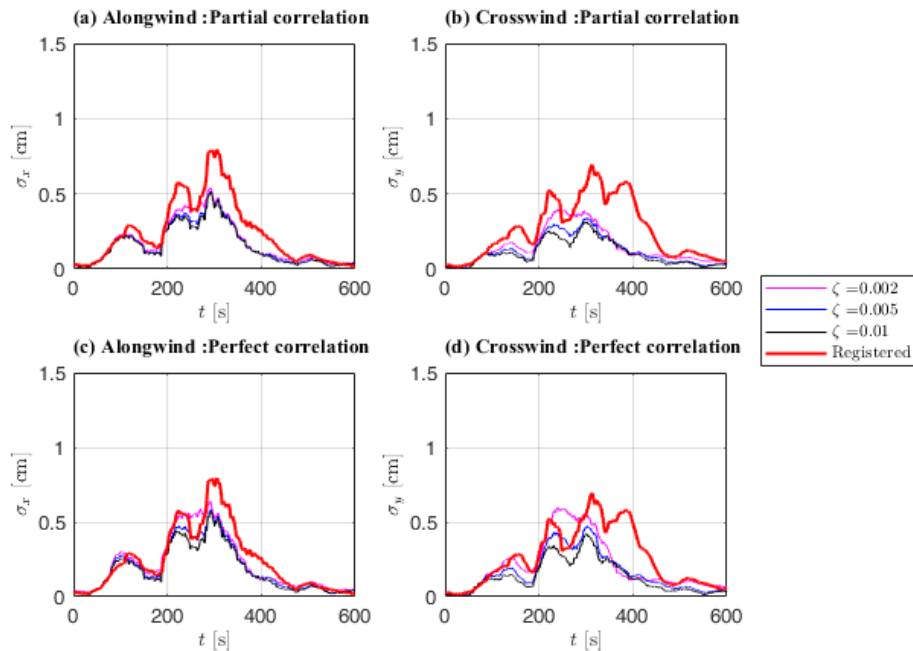 (a) Alongwind :Partial correlation
(b) Crosswind :Partial correlation
1.5
1
0.5
0
σx [cm]
0 200 400 600
t [s]
1.5
1
0.5
0
σy [cm]
0 200 400 600
t [s]
ζ =0.002
ζ =0.005
ζ =0.01
Registered
(c) Alongwind :Perfect correlation
(d) Crosswind :Perfect correlation
1.5
1
0.5
0
σx [cm]
0 200 400 600
t [s]
1.5
1
0.5
0
σy [cm]
0 200 400 600
t [s]